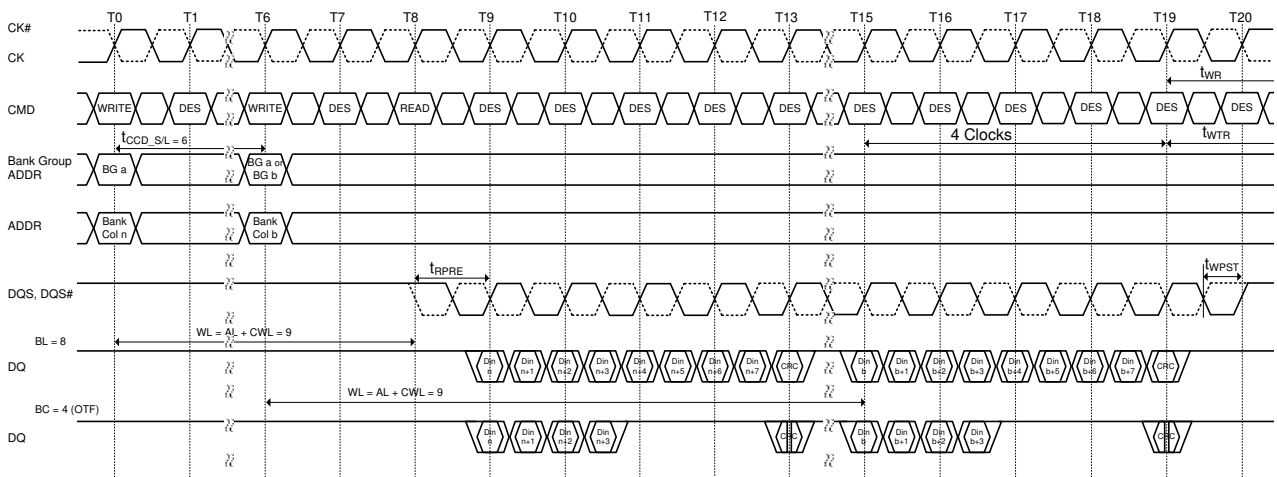 T0 T1 T6 T7 T8 T9 T10 T11 T12 T13 T15 T16 T17 T18 T19 T20
CK#
CK
tWR
CMD WRITE DES WRITE DES READ DES DES DES DES DES DES DES DES DES DES DES
tCCD_S/L = 6
4 Clocks
tWTR
Bank Group
ADDR
BG a
BG a or
BG b
ADDR
Bank
Col n
Bank
Col b
tRPRE
tWPST
DQS, DQS#
WL = AL + CWL = 9
BL = 8
DQ
Din
n
Din
n+1
Din
n+2
Din
n+3
Din
n+4
Din
n+5
Din
n+6
Din
n+7
CRC
Din
b
Din
b+1
Din
b+2
Din
b+3
Din
b+4
Din
b+5
Din
b+6
Din
b+7
CRC
WL = AL + CWL = 9
BC = 4 (OTF)
DQ
Din
n
Din
n+1
Din
n+2
Din
n+3
CRC
Din
b
Din
b+1
Din
b+2
Din
b+3
CRC